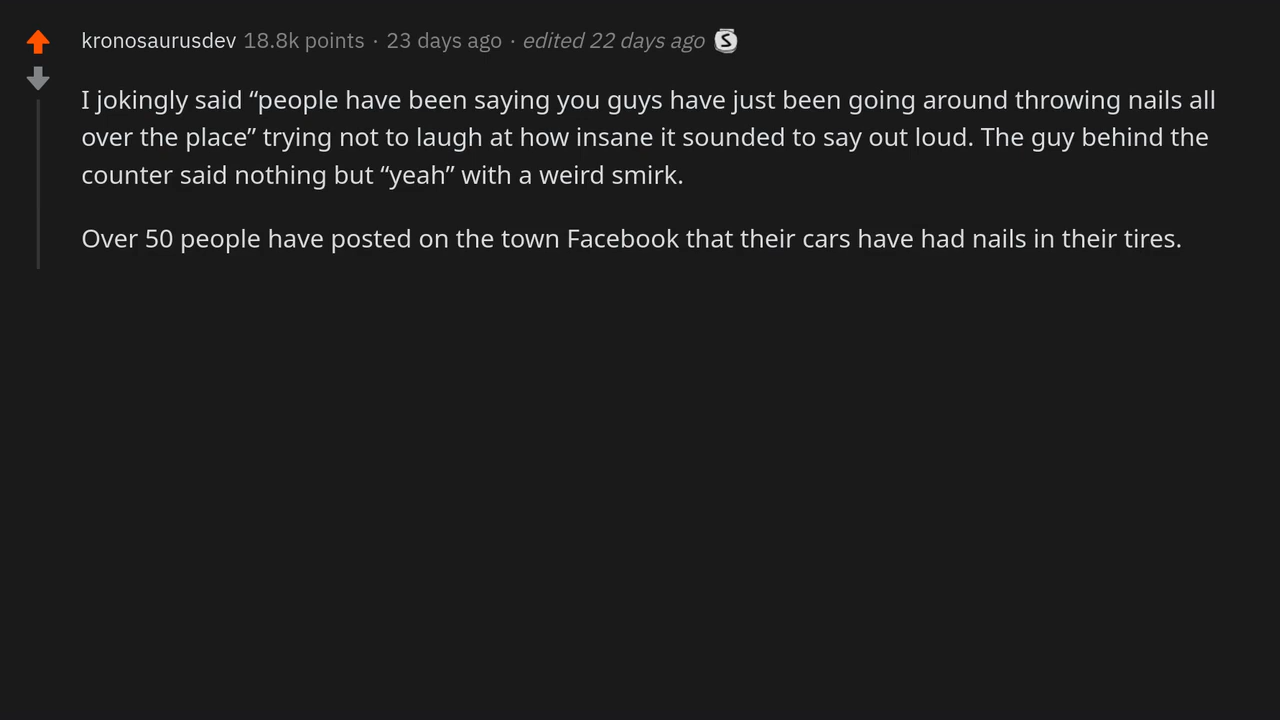 kronosaurusdev 18.8k points · 23 days ago · edited 22 days ago S
I jokingly said “people have been saying you guys have just been going around throwing nails all
over the place” trying not to laugh at how insane it sounded to say out loud. The guy behind the
counter said nothing but “yeah” with a weird smirk.
Over 50 people have posted on the town Facebook that their cars have had nails in their tires.